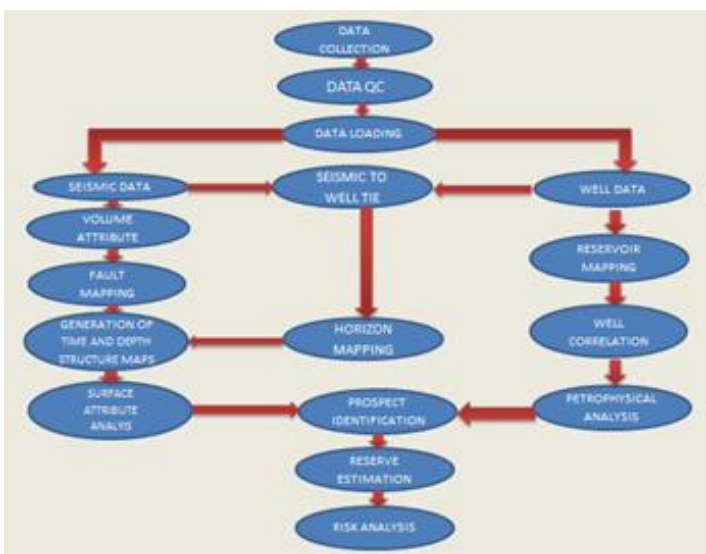 DATA
COLLECTION
DATA QC
DATA LOADING
SEISMIC DATA
SEISMIC TO
WELL TIE
WELL DATA
VOLUME
ATTRIBUTE
RESERVOIR
MAPPING
FAULT
MAPPING
GENERATION OF
TIME AND DEPTH
STRUCTURE MAPS
HORIZON
MAPPING
WELL
CORRELATION
SURFACE
ATTRIBUTE
ANALYIS
PROSPECT
IDENTIFICATION
PETROPHYSICAL
ANALYSIS
RESERVE
ESTIMATION
RISK ANALYSIS